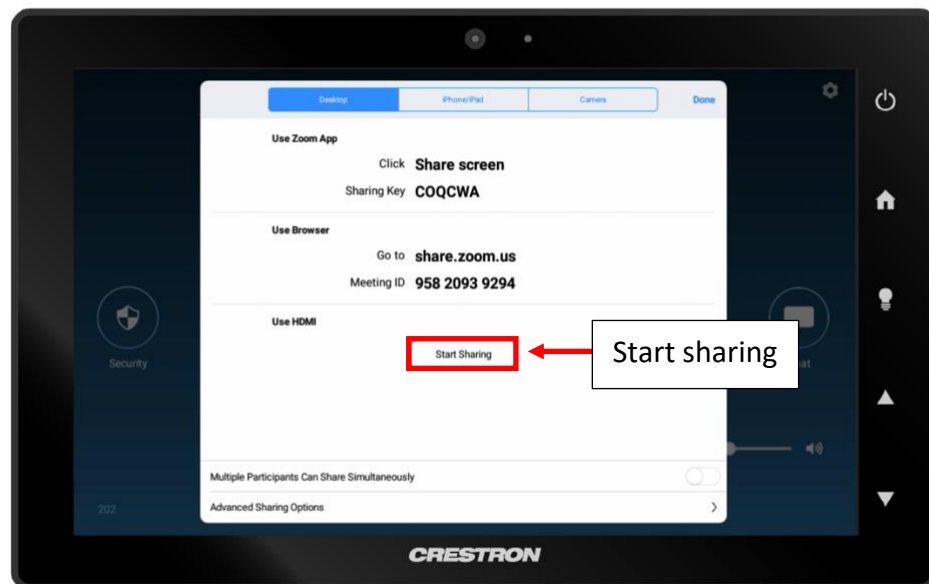 Desktop
iPhone/iPad
Camera
Done
Use Zoom App
Click Share screen
Sharing Key COQCWA
Use Browser
Go to share.zoom.us
Meeting ID 958 2093 9294
Use HDMI
Start Sharing
Start sharing
Security
at
Multiple Participants Can Share Simultaneously
Advanced Sharing Options
202
CRESTRON